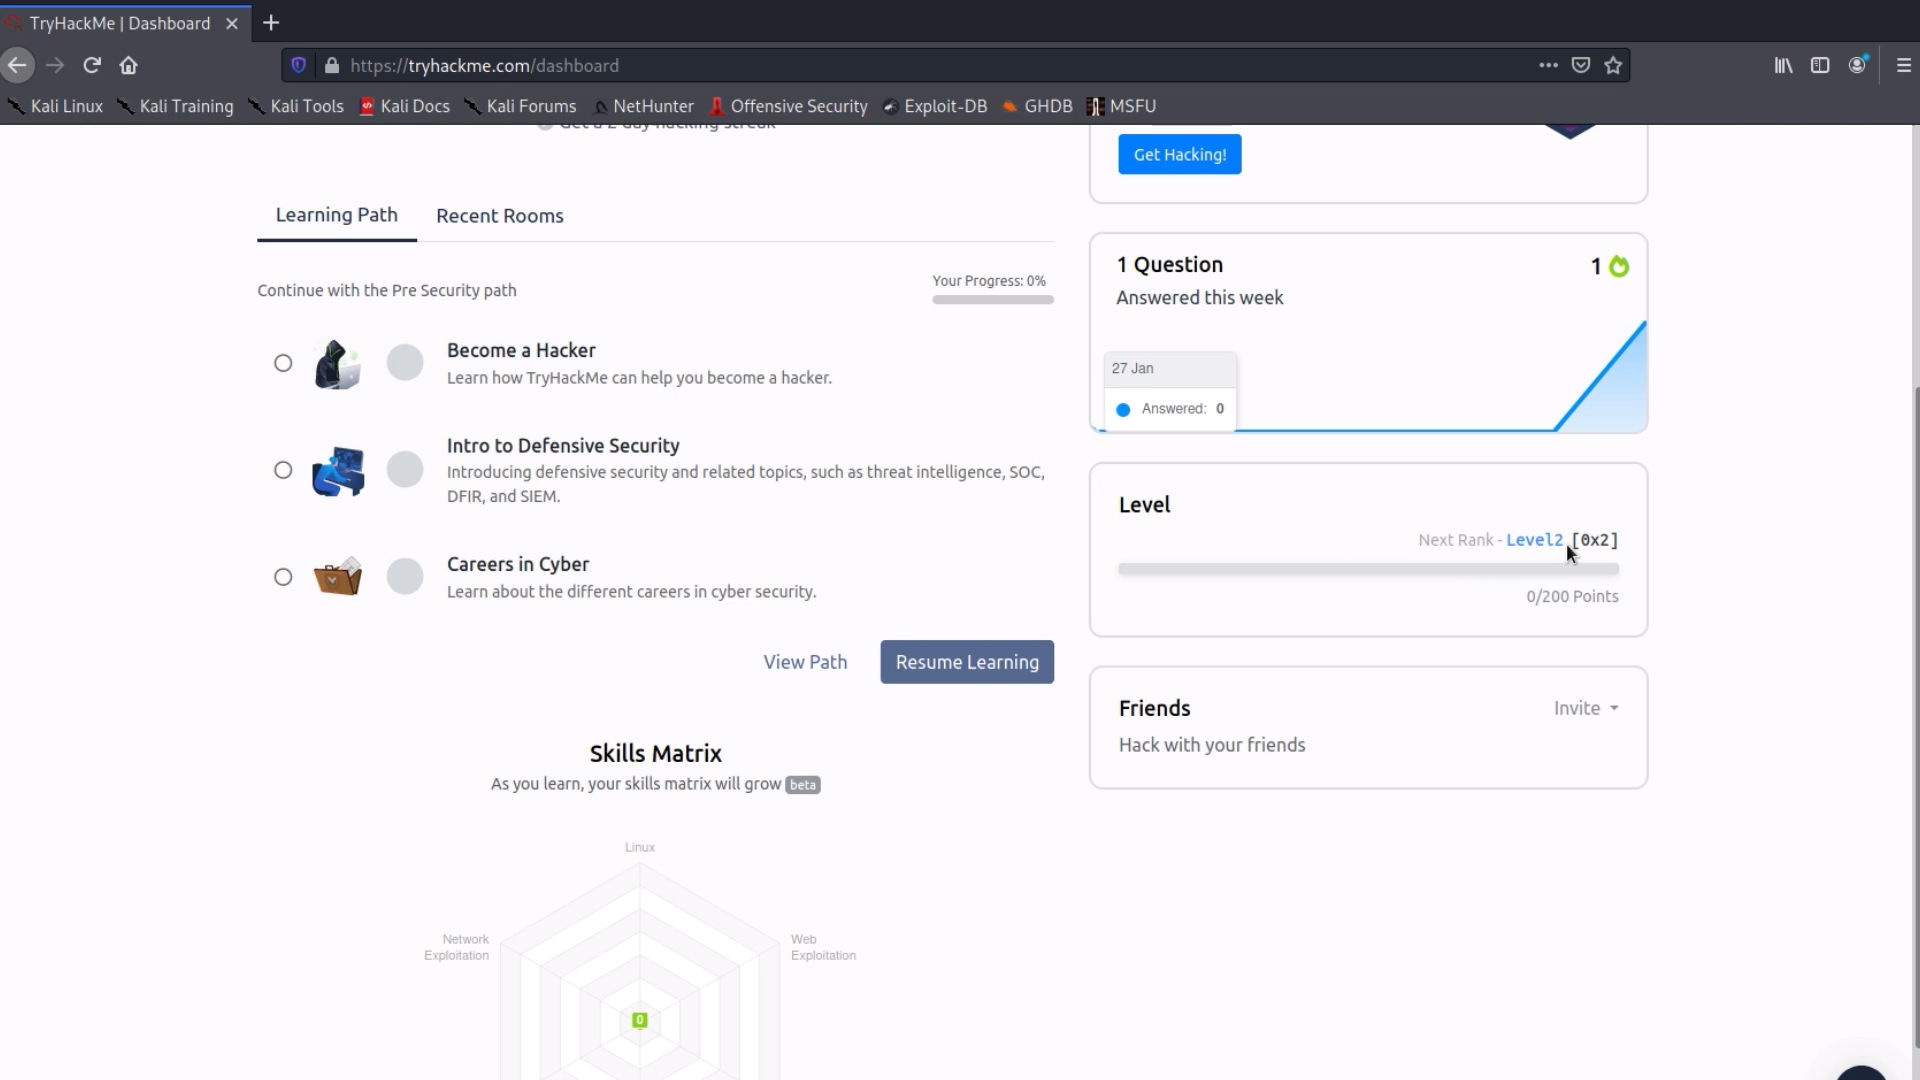 TryHackMe | Dashboard
https://tryhackme.com/dashboard
Kali Linux Kali Training Kali Tools Kali Docs Kali Forums NetHunter Offensive Security Exploit-DB GHDB MSFU
Get a 2 day hacking streak
Get Hacking!
Learning Path Recent Rooms
Continue with the Pre Security path
Your Progress: 0%
Become a Hacker
Learn how TryHackMe can help you become a hacker.
Intro to Defensive Security
Introducing defensive security and related topics, such as threat intelligence, SOC,
DFIR, and SIEM.
Careers in Cyber
Learn about the different careers in cyber security.
View Path Resume Learning
Skills Matrix
As you learn, your skills matrix will grow beta
Linux
Network
Exploitation
Web
Exploitation
0
1 Question
1
Answered this week
27 Jan
Answered: 0
Level
Next Rank - Level2 [0x2]
0/200 Points
Friends
Invite
Hack with your friends